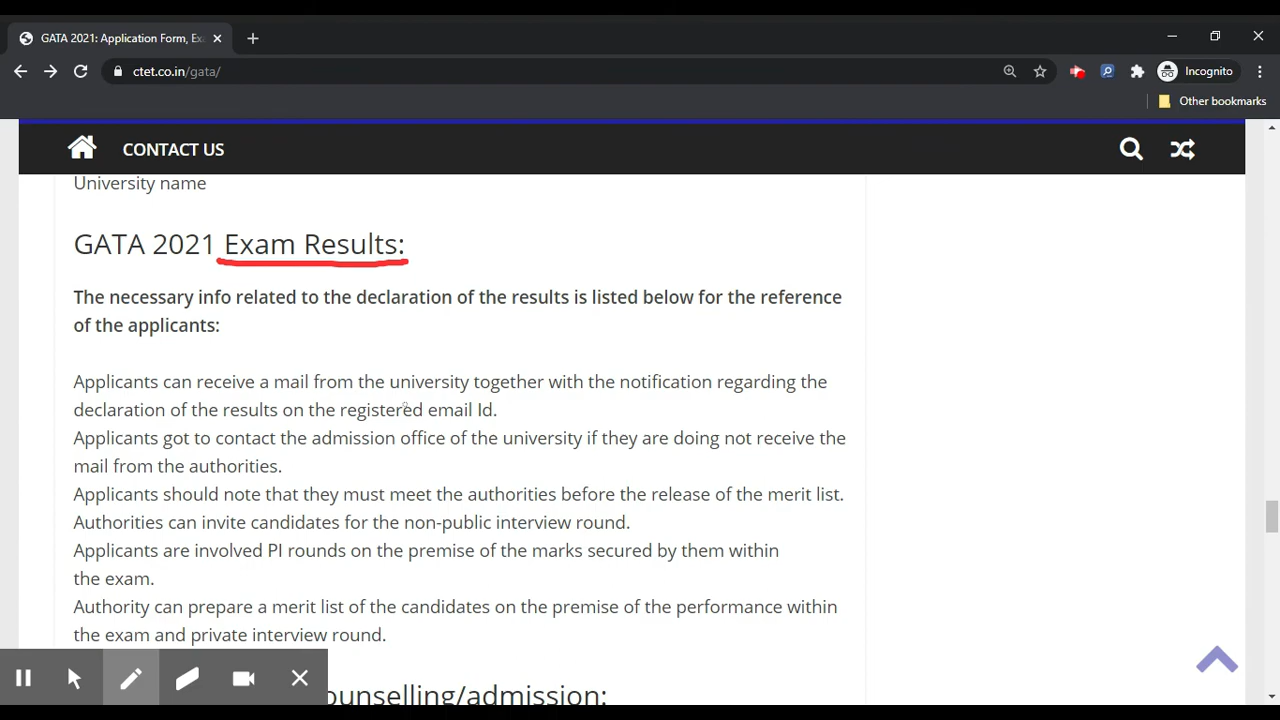 GATA 2021: Application Form, Ex
ctet.co.in/gata/
Incognito
Other bookmarks
CONTACT US
University name
GATA 2021 Exam Results:
The necessary info related to the declaration of the results is listed below for the reference
of the applicants:
Applicants can receive a mail from the university together with the notification regarding the
declaration of the results on the registered email Id.
Applicants got to contact the admission office of the university if they are doing not receive the
mail from the authorities.
Applicants should note that they must meet the authorities before the release of the merit list.
Authorities can invite candidates for the non-public interview round.
Applicants are involved PI rounds on the premise of the marks secured by them within
the exam.
Authority can prepare a merit list of the candidates on the premise of the performance within
the exam and private interview round.
ounselling/admission: